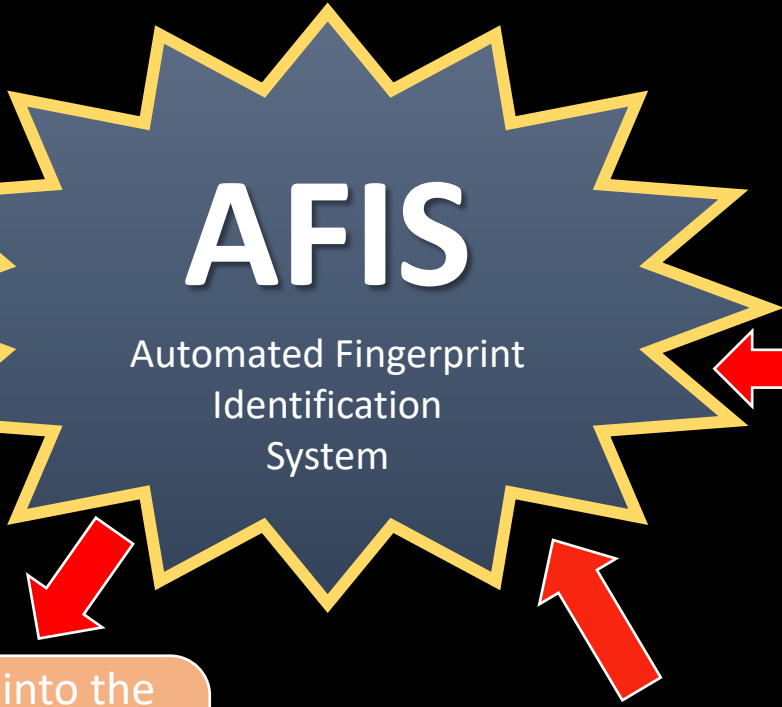 AFIS
Automated Fingerprint
Identification
System
into the